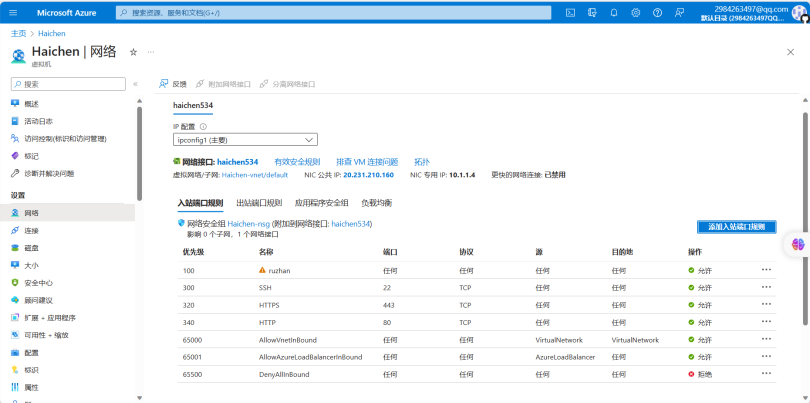 Microsoft Azure
搜索资源、服务和文档(G+/)
2984263497@qq.com
默认目录 (2984263497QQ...
主页 > Haichen
Haichen | 网络
虚拟机
搜索
反馈 附加网络接口 分离网络接口
概述
活动日志
访问控制(标识和访问管理)
标记
诊断并解决问题
设置
网络
连接
磁盘
大小
安全中心
顾问建议
扩展 + 应用程序
可用性 + 缩放
配置
标识
属性
haichen534
IP 配置
ipconfig1 (主要)
网络接口: haichen534 有效安全规则 排查 VM 连接问题 拓扑
虚拟网络/子网: Haichen-vnet/default NIC 公共 IP: 20.231.210.160 NIC 专用 IP: 10.1.1.4 更快的网络连接: 已禁用
入站端口规则 出站端口规则 应用程序安全组 负载均衡
网络安全组 Haichen-nsg (附加到网络接口: haichen534)
影响 0 个子网，1 个网络接口
添加入站端口规则
优先级 名称 端口 协议 源 目的地 操作
100 ruzhan 任何 任何 任何 任何 允许
300 SSH 22 TCP 任何 任何 允许
320 HTTPS 443 TCP 任何 任何 允许
340 HTTP 80 TCP 任何 任何 允许
65000 AllowVnetInBound 任何 任何 VirtualNetwork VirtualNetwork 允许
65001 AllowAzureLoadBalancerInBound 任何 任何 AzureLoadBalancer 任何 允许
65500 DenyAllInBound 任何 任何 任何 任何 拒绝